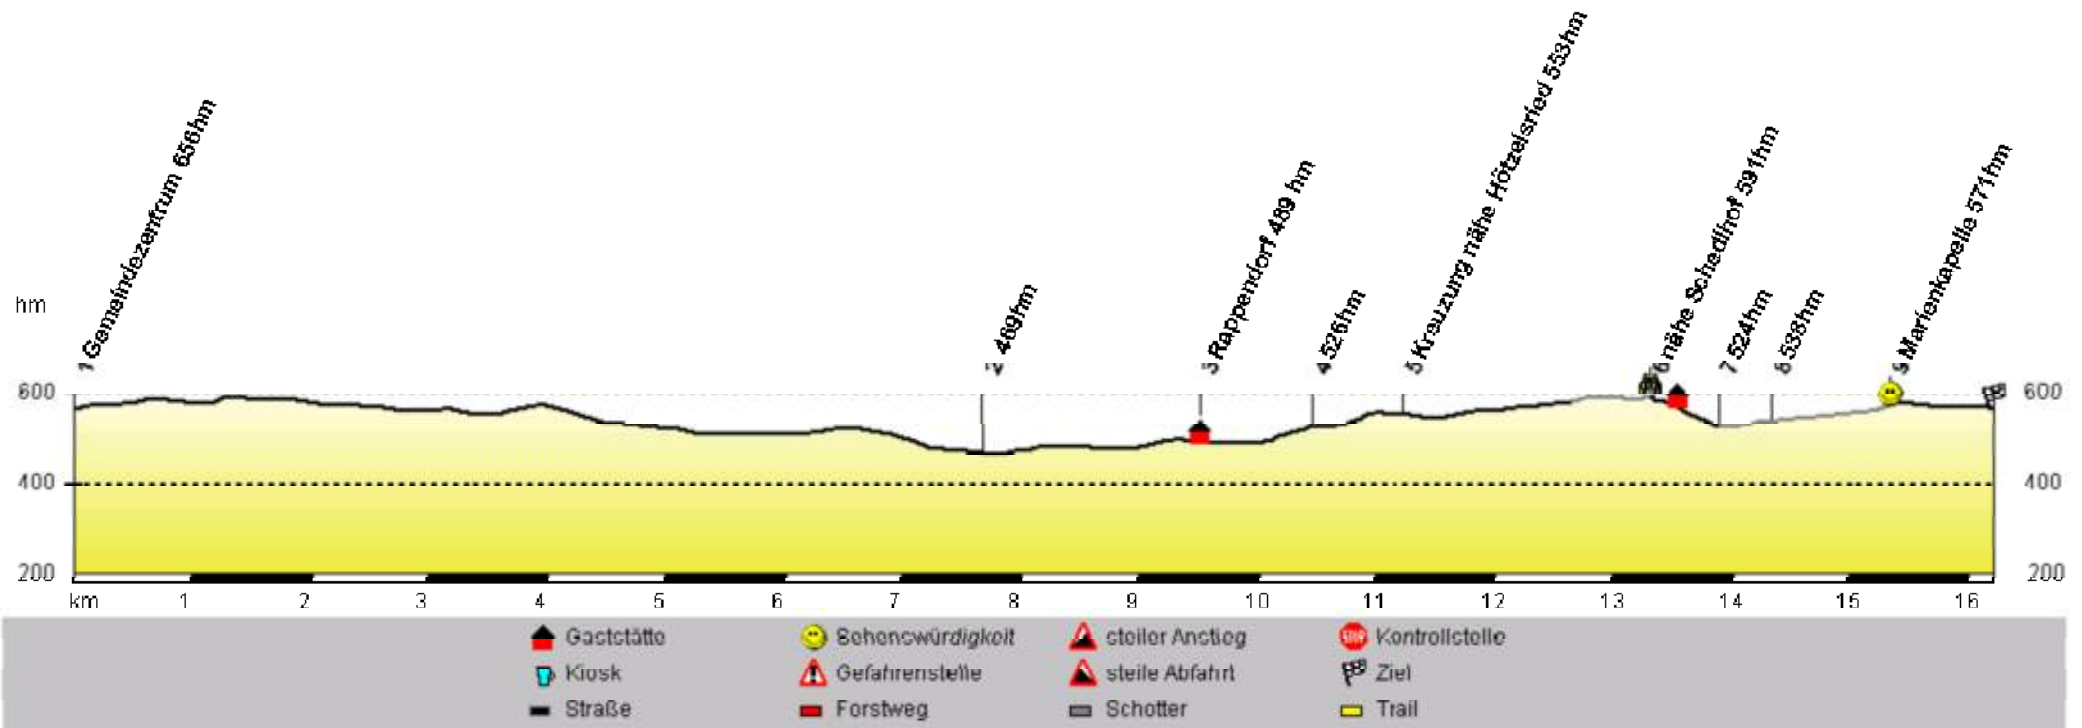 1 Gemeindezentrum 656hm
2 469hm
3 Rappendorf 489 hm
4 526hm
5 Kreuzung nähe Hötzelsried 553hm
6 nähe Schedlhof 591hm
7 524hm
8 538hm
9 Marienkapelle 571hm
hm
600 600
400 400
200 200
km 1 2 3 4 5 6 7 8 9 10 11 12 13 14 15 16
Gaststätte Sehenswürdigkeit steiler Anstieg STOP Kontrollstelle
Kiosk Gefahrenstelle steile Abfahrt Ziel
Straße Forstweg Schotter Trail